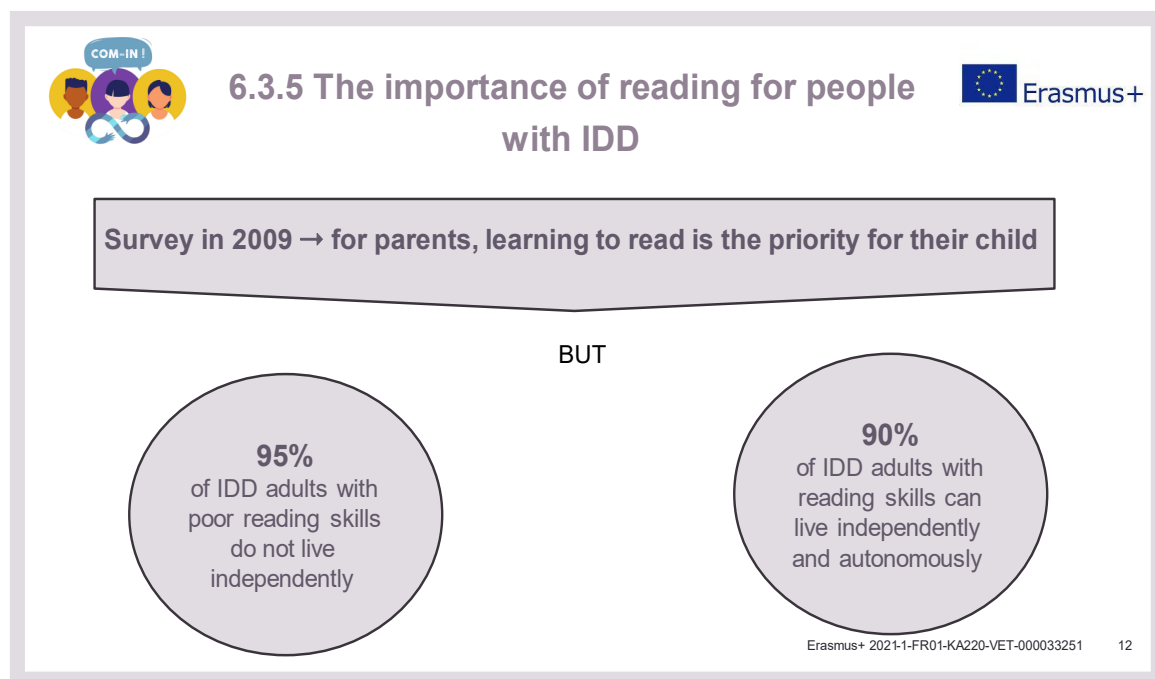 COM-IN !
6.3.5 The importance of reading for people
with IDD
Erasmus+
Survey in 2009 → for parents, learning to read is the priority for their child
BUT
95%
of IDD adults with
poor reading skills
do not live
independently
90%
of IDD adults with
reading skills can
live independently
and autonomously
Erasmus+ 2021-1-FR01-KA220-VET-000033251 12